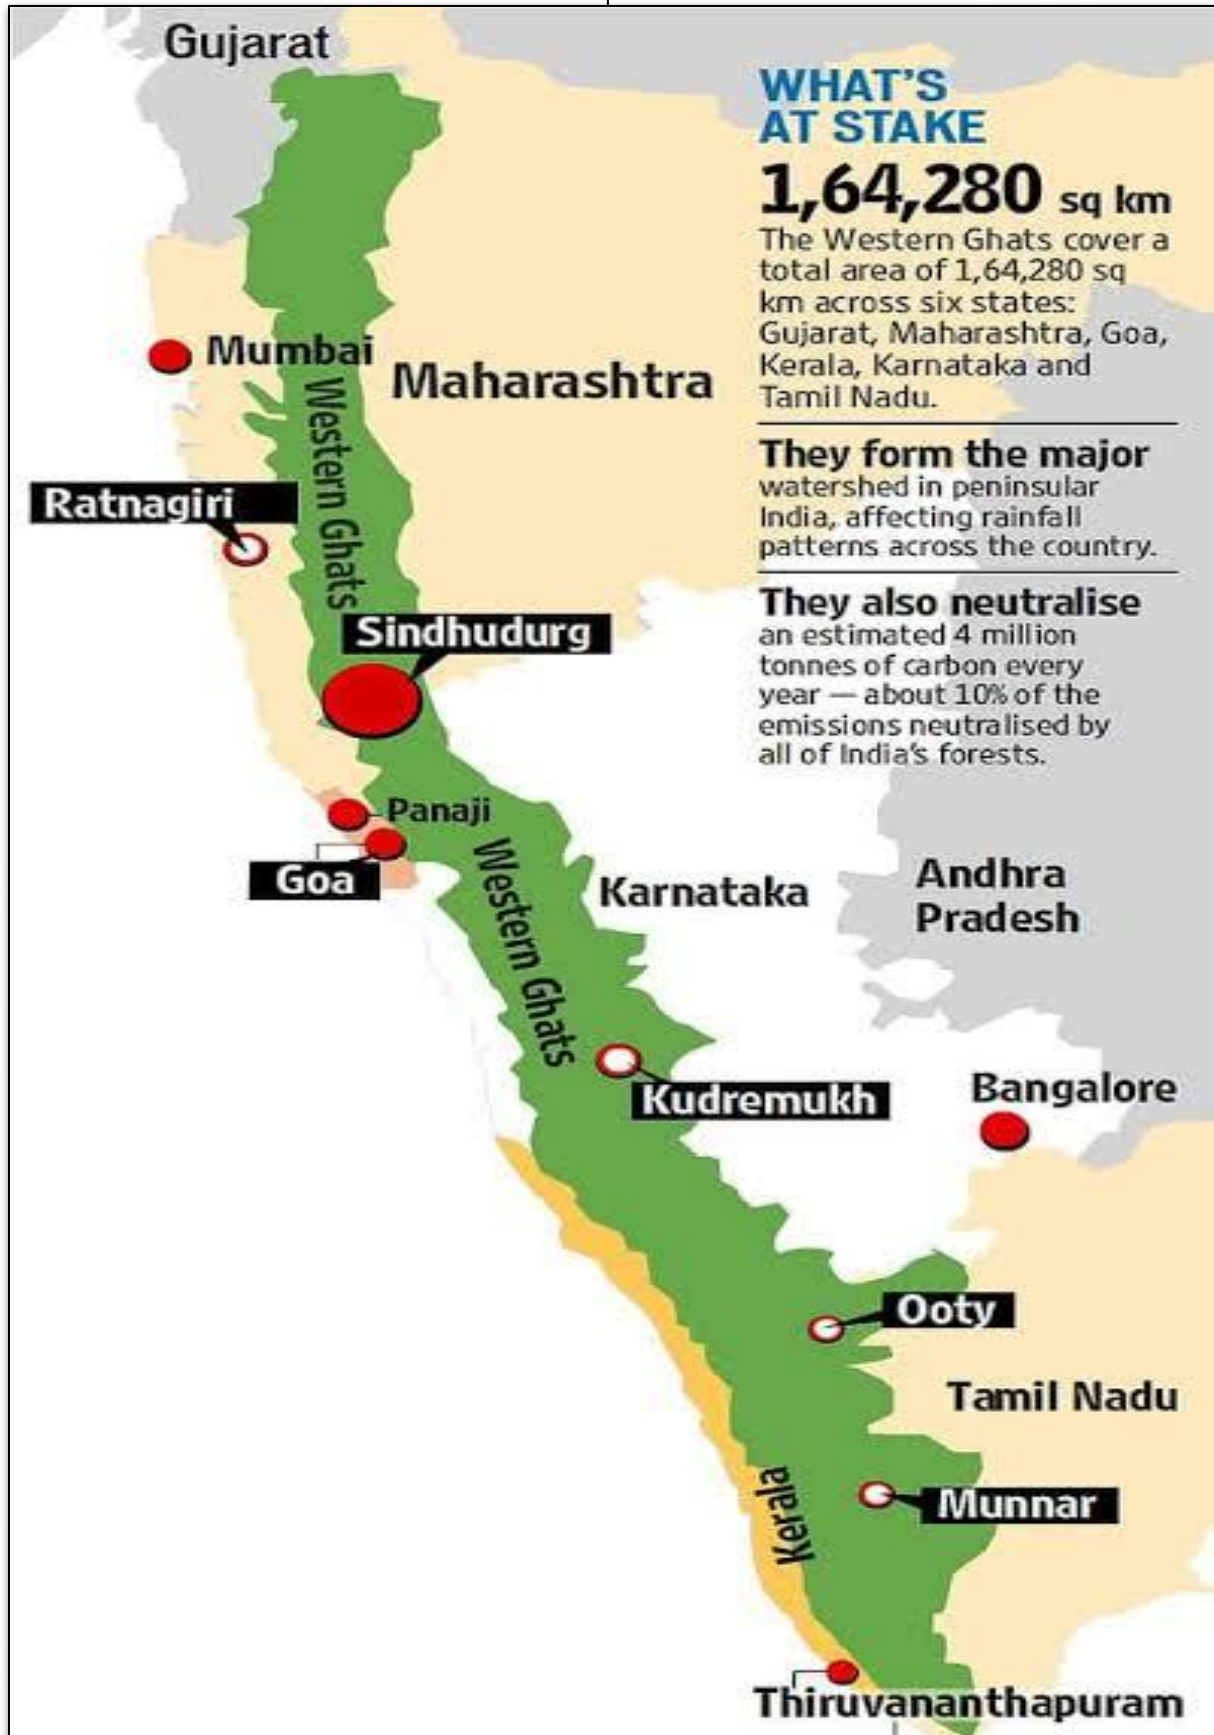 Gujarat
WHAT'S
AT STAKE
1,64,280 sq km
The Western Ghats cover a
total area of 1,64,280 sq
km across six states:
Gujarat, Maharashtra, Goa,
Kerala, Karnataka and
Tamil Nadu.
They form the major
watershed in peninsular
India, affecting rainfall
patterns across the country.
They also neutralise
an estimated 4 million
tonnes of carbon every
year — about 10% of the
emissions neutralised by
all of India's forests.
Mumbai
Maharashtra
Western Ghats
Ratnagiri
Sindhudurg
Panaji
Goa
Western Ghats
Karnataka
Andhra
Pradesh
Kudremukh
Bangalore
Ooty
Tamil Nadu
Kerala
Munnar
Thiruvananthapuram